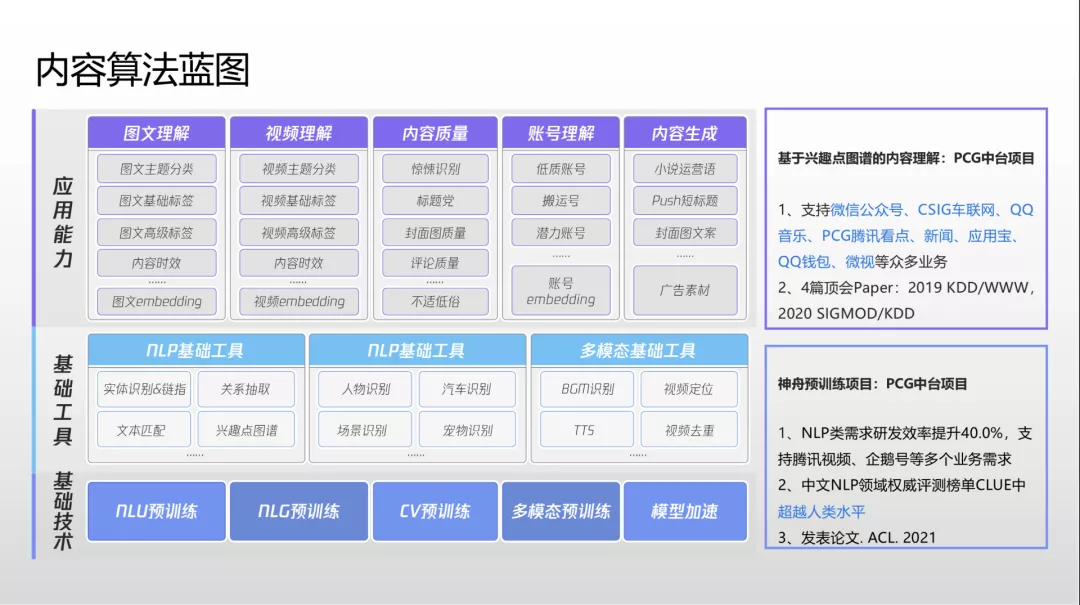 内容算法蓝图
应用能力
图文理解
图文主题分类
图文基础标签
图文高级标签
内容时效
……
图文embedding
视频理解
视频主题分类
视频基础标签
视频高级标签
内容时效
……
视频embedding
内容质量
惊悚识别
标题党
封面图质量
评论质量
……
不适低俗
账号理解
低质账号
搬运号
潜力账号
……
账号
embedding
内容生成
小说运营语
Push短标题
封面图文案
……
广告素材
基础工具
NLP基础工具
实体识别&链指 关系抽取
文本匹配 兴趣点图谱
……
NLP基础工具
人物识别 汽车识别
场景识别 宠物识别
……
多模态基础工具
BGM识别 视频定位
TTS 视频去重
……
基础技术
NLU预训练 NLG预训练 CV预训练 多模态预训练 模型加速
基于兴趣点图谱的内容理解：PCG中台项目
1、支持微信公众号、CSIG车联网、QQ
音乐、PCG腾讯看点、新闻、应用宝、
QQ钱包、微视等众多业务
2、4篇顶会Paper：2019 KDD/WWW，
2020 SIGMOD/KDD
神舟预训练项目：PCG中台项目
1、NLP类需求研发效率提升40.0%，支
持腾讯视频、企鹅号等多个业务需求
2、中文NLP领域权威评测榜单CLUE中
超越人类水平
3、发表论文. ACL. 2021